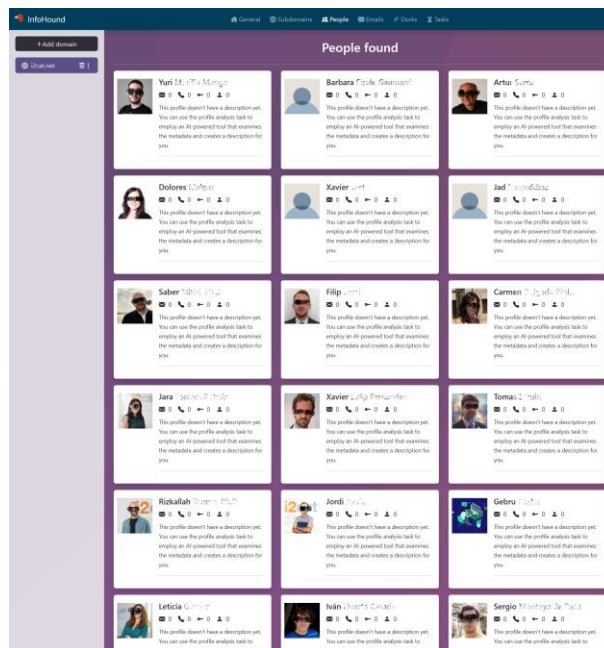 InfoHound
General Subdomains People Emails Dorks Tasks
+Add domain
i2cat.net
People found
Yuri
0 0 0 0
This profile doesn't have a description yet.
You can use the profile analysis task to
employ an AI-powered tool that examines
the metadata and creates a description for
you.
Barbara
0 0 0 0
This profile doesn't have a description yet.
You can use the profile analysis task to
employ an AI-powered tool that examines
the metadata and creates a description for
you.
Artur
0 0 0 0
This profile doesn't have a description yet.
You can use the profile analysis task to
employ an AI-powered tool that examines
the metadata and creates a description for
you.
Dolores
0 0 0 0
This profile doesn't have a description yet.
You can use the profile analysis task to
employ an AI-powered tool that examines
the metadata and creates a description for
you.
Xavier
0 0 0 0
This profile doesn't have a description yet.
You can use the profile analysis task to
employ an AI-powered tool that examines
the metadata and creates a description for
you.
Jad
0 0 0 0
This profile doesn't have a description yet.
You can use the profile analysis task to
employ an AI-powered tool that examines
the metadata and creates a description for
you.
Saber
0 0 0 0
This profile doesn't have a description yet.
You can use the profile analysis task to
employ an AI-powered tool that examines
the metadata and creates a description for
you.
Filip
0 0 0 0
This profile doesn't have a description yet.
You can use the profile analysis task to
employ an AI-powered tool that examines
the metadata and creates a description for
you.
Carmen
0 0 0 0
This profile doesn't have a description yet.
You can use the profile analysis task to
employ an AI-powered tool that examines
the metadata and creates a description for
you.
Jara
0 0 0 0
This profile doesn't have a description yet.
You can use the profile analysis task to
employ an AI-powered tool that examines
the metadata and creates a description for
you.
Xavier
0 0 0 0
This profile doesn't have a description yet.
You can use the profile analysis task to
employ an AI-powered tool that examines
the metadata and creates a description for
you.
Tomas
0 0 0 0
This profile doesn't have a description yet.
You can use the profile analysis task to
employ an AI-powered tool that examines
the metadata and creates a description for
you.
Rizkallah
0 0 0 0
This profile doesn't have a description yet.
You can use the profile analysis task to
employ an AI-powered tool that examines
the metadata and creates a description for
you.
Jordi
0 0 0 0
This profile doesn't have a description yet.
You can use the profile analysis task to
employ an AI-powered tool that examines
the metadata and creates a description for
you.
Gebru
0 0 0 0
This profile doesn't have a description yet.
You can use the profile analysis task to
employ an AI-powered tool that examines
the metadata and creates a description for
you.
Leticia
0 0 0 0
This profile doesn't have a description yet.
You can use the profile analysis task to
Iván
0 0 0 0
This profile doesn't have a description yet.
You can use the profile analysis task to
Sergio
0 0 0 0
This profile doesn't have a description yet.
You can use the profile analysis task to